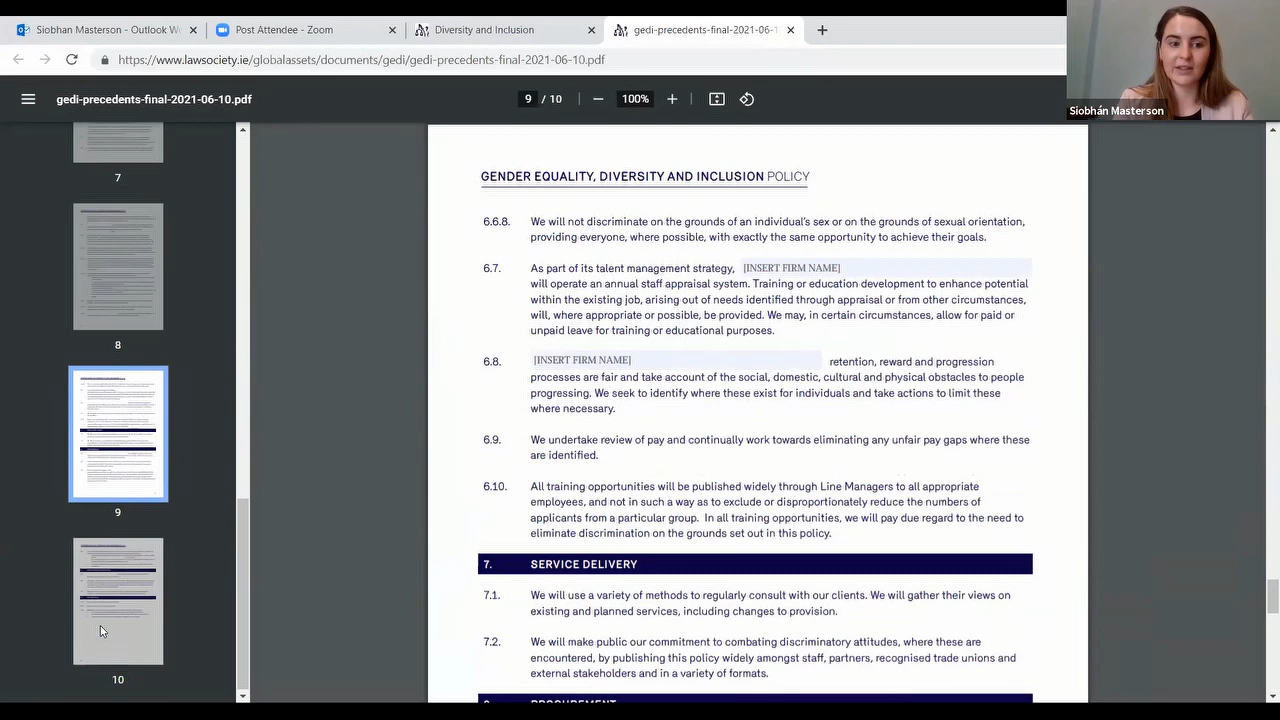 Siobhan Masterson - Outlook W
Post Attendee - Zoom
Diversity and Inclusion
gedi-precedents-final-2021-06-1
https://www.lawsociety.ie/globalassets/documents/gedi/gedi-precedents-final-2021-06-10.pdf
Siobhán Masterson
gedi-precedents-final-2021-06-10.pdf
9 / 10
100%
7
8
9
10
GENDER EQUALITY, DIVERSITY AND INCLUSION POLICY
6.6.8. We will not discriminate on the grounds of an individual's sex or on the grounds of sexual orientation,
providing everyone, where possible, with exactly the same opportunity to achieve their goals.
6.7. As part of its talent management strategy, [INSERT FIRM NAME]
will operate an annual staff appraisal system. Training or education development to enhance potential
within the existing job, arising out of needs identified through appraisal or from other circumstances,
will, where appropriate or possible, be provided. We may, in certain circumstances, allow for paid or
unpaid leave for training or educational purposes.
6.8. [INSERT FIRM NAME] retention, reward and progression
processes are fair and take account of the social, domestic, cultural and physical obstacles to people
progressing. We seek to identify where these exist for individuals and take actions to limit these
where necessary.
6.9. We undertake review of pay and continually work towards eliminating any unfair pay gaps where these
are identified.
6.10. All training opportunities will be published widely through Line Managers to all appropriate
employees, and not in such a way as to exclude or disproportionately reduce the numbers of
applicants from a particular group. In all training opportunities, we will pay due regard to the need to
eliminate discrimination on the grounds set out in this policy.
7. SERVICE DELIVERY
7.1. We will use a variety of methods to regularly consult with our clients. We will gather their views on
existing and planned services, including changes to provision.
7.2. We will make public our commitment to combating discriminatory attitudes, where these are
encountered, by publishing this policy widely amongst staff, partners, recognised trade unions and
external stakeholders and in a variety of formats.